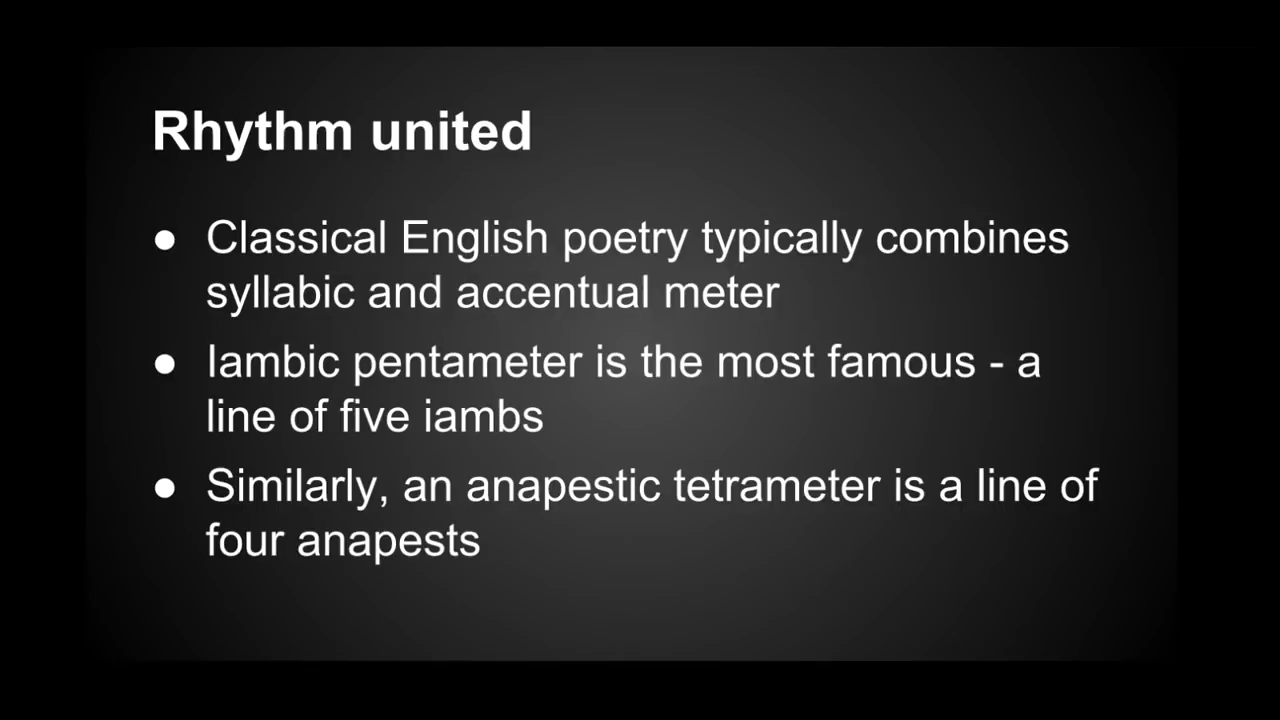 Rhythm united
● Classical English poetry typically combines
syllabic and accentual meter
● Iambic pentameter is the most famous - a
line of five iambs
● Similarly, an anapestic tetrameter is a line of
four anapests